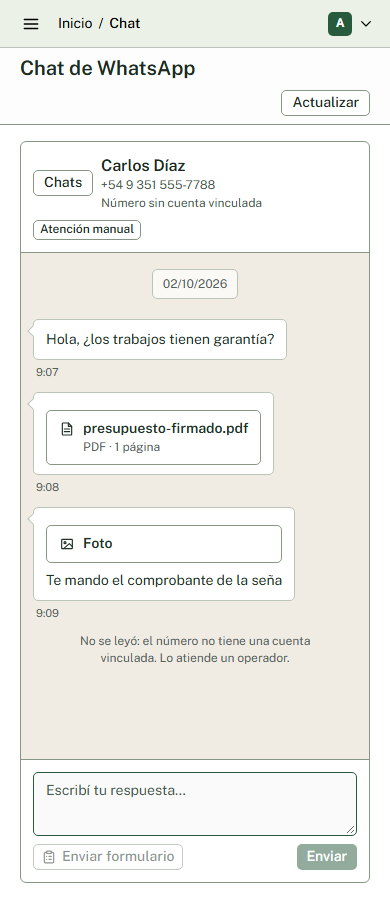 Inicio / Chat
A
Chat de WhatsApp
Actualizar
Chats
Carlos Díaz
+54 9 351 555-7788
Número sin cuenta vinculada
Atención manual
02/10/2026
Hola, ¿los trabajos tienen garantía?
9:07
presupuesto-firmado.pdf
PDF · 1 página
9:08
Foto
Te mando el comprobante de la seña
9:09
No se leyó: el número no tiene una cuenta
vinculada. Lo atiende un operador.
Escribí tu respuesta...
Enviar formulario
Enviar